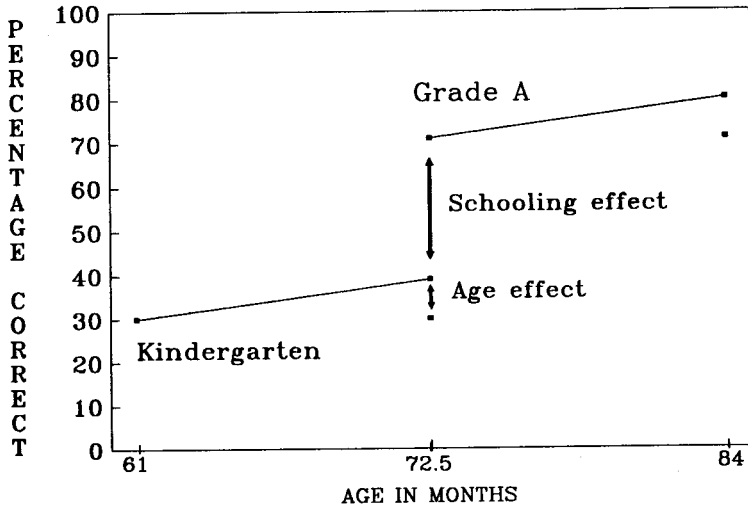 PERCENTAGE CORRECT
100
90
80
70
60
50
40
30
20
10
0
Grade A
Schooling effect
Age effect
Kindergarten
61
72.5
84
AGE IN MONTHS